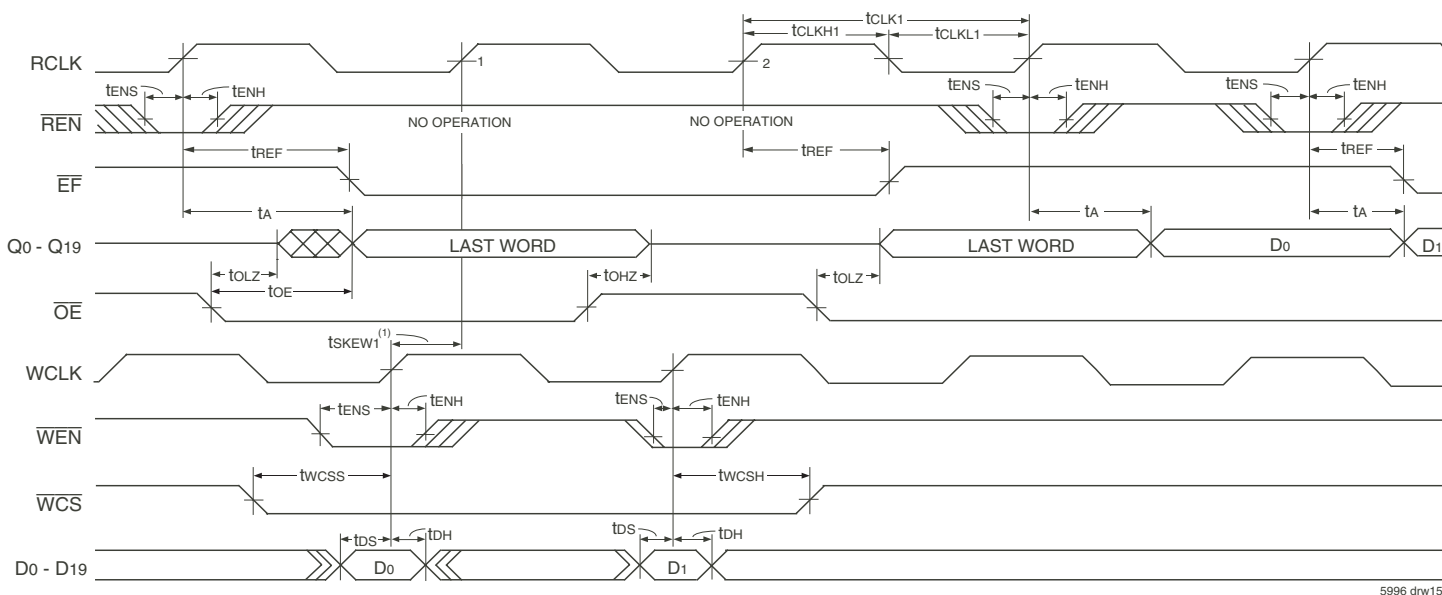 tCLK1
tCLKH1 tCLKL1
RCLK 1 2
tENS tENH tENS tENH tENS tENH
REN NO OPERATION NO OPERATION
tREF tREF tREF
EF
tA tA tA
Q0 - Q19 LAST WORD LAST WORD D0 D1
tOLZ tOHZ tOLZ
tOE
OE
tSKEW1(1)
WCLK
tENS tENH tENS tENH
WEN
tWCSS tWCSH
WCS
tDS tDH tDS tDH
D0 - D19 D0 D1
5996 drw15